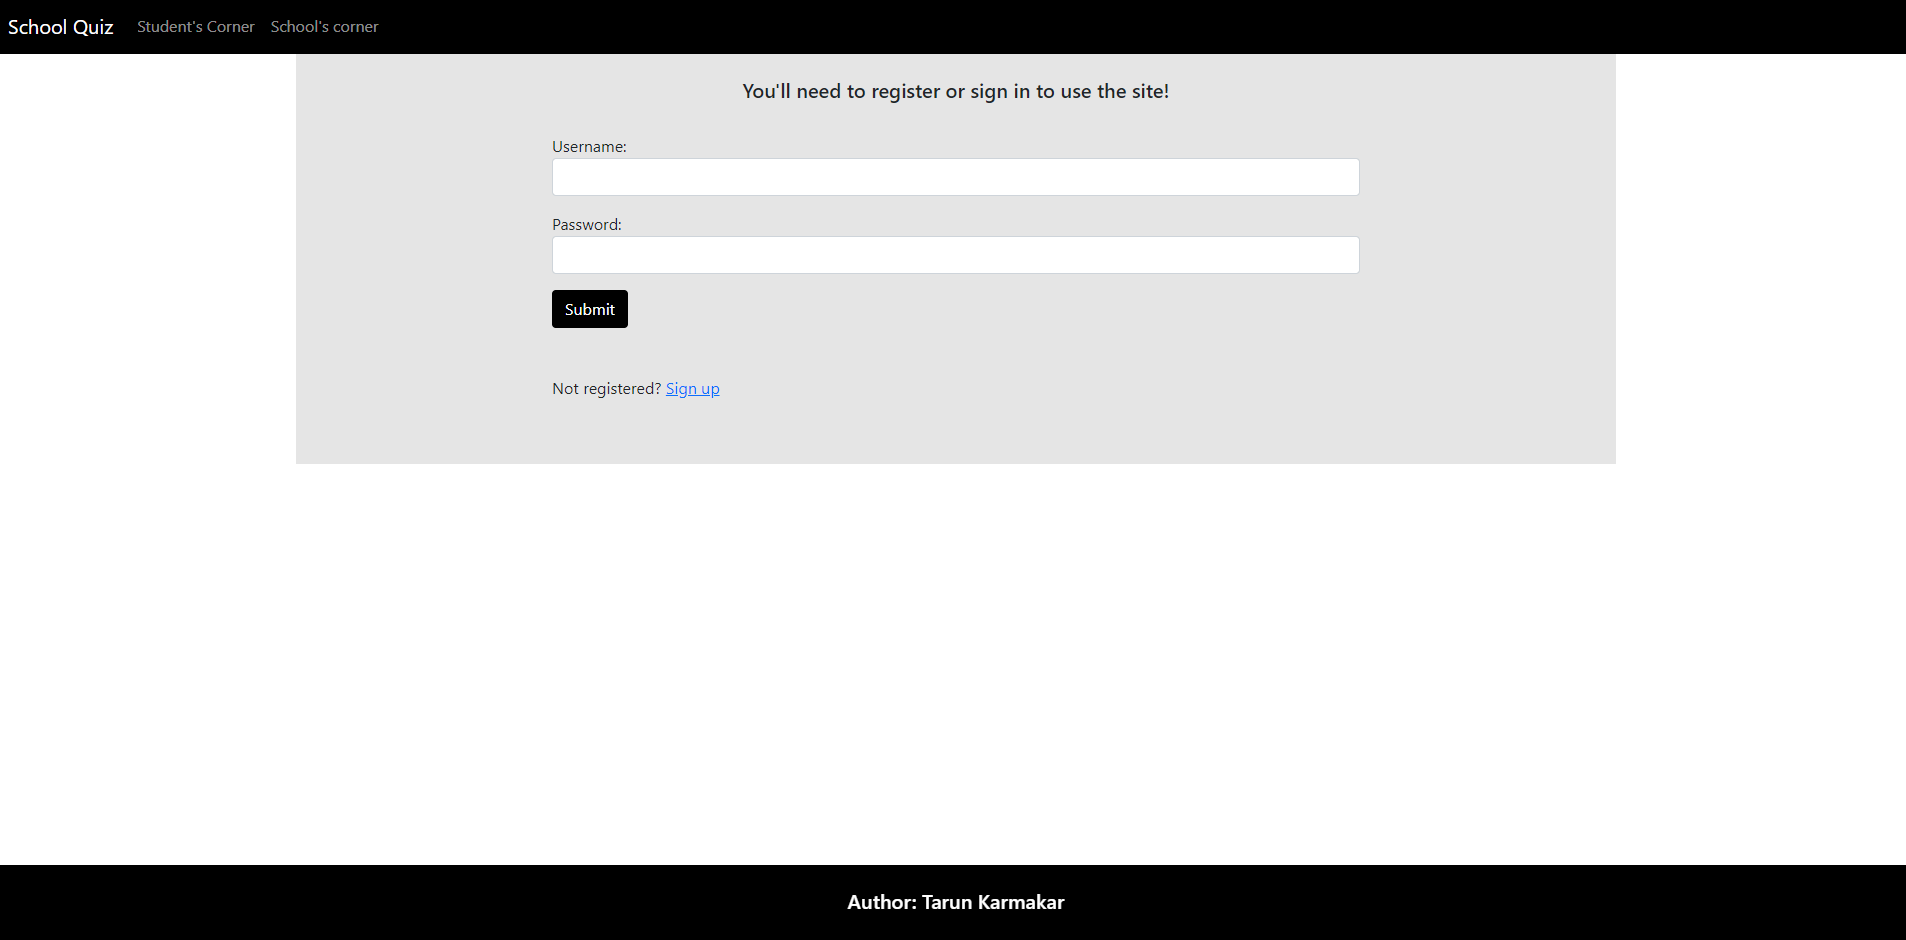 School Quiz Student's Corner School's corner
You'll need to register or sign in to use the site!
Username:
Password:
Submit
Not registered? Sign up
Author: Tarun Karmakar